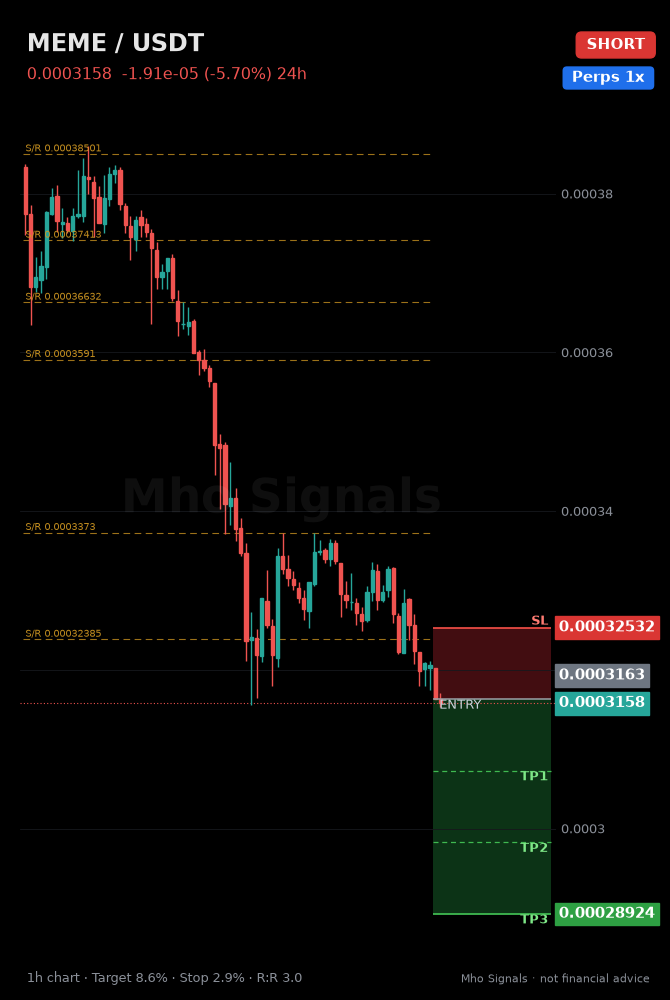 MEME / USDT
SHORT
0.0003158 -1.91e-05 (-5.70%) 24h
Perps 1x
S/R 0.00038501
0.00038
S/R 0.00037413
S/R 0.00036632
S/R 0.0003591
0.00036
Mho Signals
0.00034
S/R 0.0003373
S/R 0.00032385
SL
0.00032532
0.0003163
ENTRY
0.0003158
TP1
0.0003
TP2
TP3
0.00028924
1h chart · Target 8.6% · Stop 2.9% · R:R 3.0
Mho Signals · not financial advice